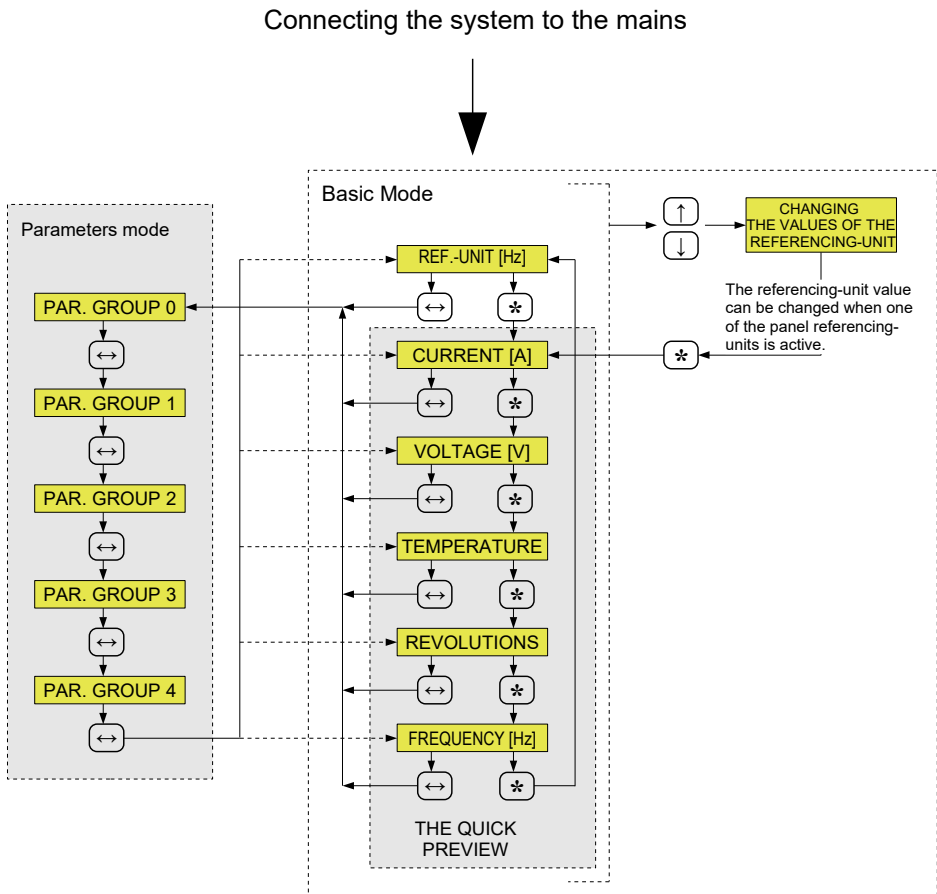 Connecting the system to the mains
Basic Mode
Parameters mode
PAR. GROUP 0
↔
PAR. GROUP 1
↔
PAR. GROUP 2
↔
PAR. GROUP 3
↔
PAR. GROUP 4
↔
REF.-UNIT [Hz]
↔ *
CURRENT [A]
↔ *
VOLTAGE [V]
↔ *
TEMPERATURE
↔ *
REVOLUTIONS
↔ *
FREQUENCY [Hz]
↔ *
THE QUICK
PREVIEW
↑
↓
CHANGING
THE VALUES OF THE
REFERENCING-UNIT
The referencing-unit value
can be changed when one
of the panel referencing-
units is active.
*